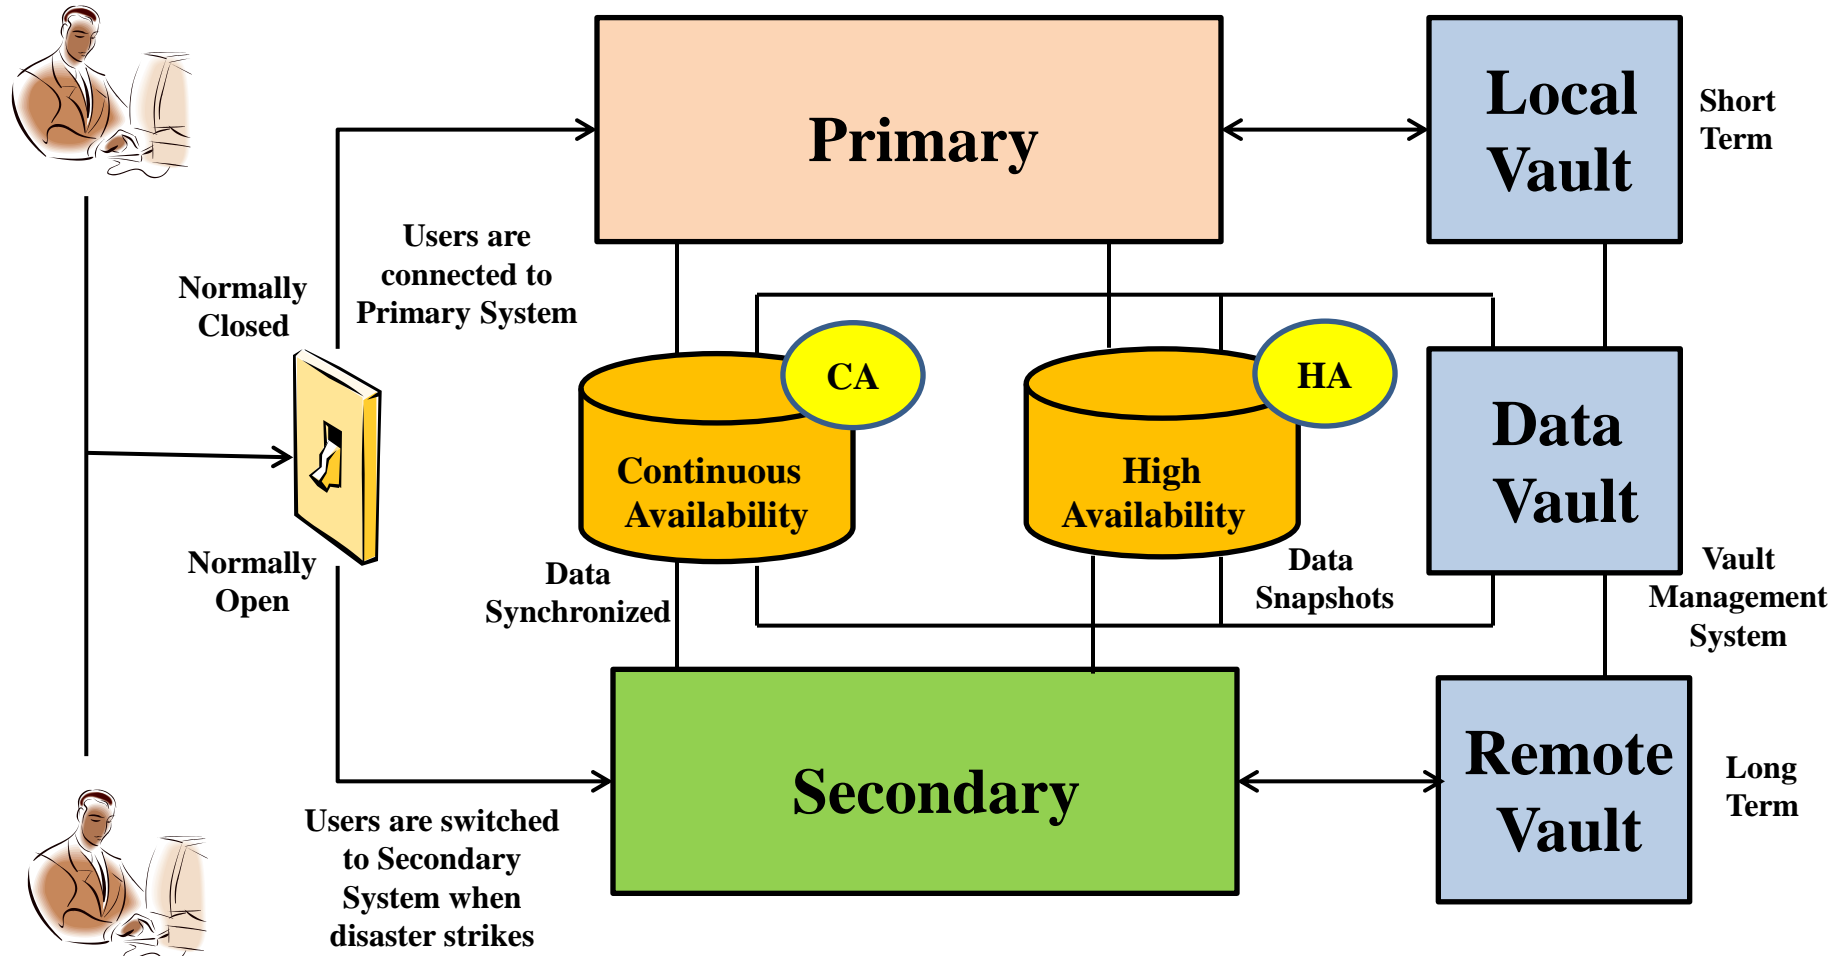 Primary
Local
Vault
Short
Term
Users are
connected to
Primary System
Normally
Closed
CA
HA
Continuous
Availability
High
Availability
Data
Vault
Normally
Open
Data
Synchronized
Data
Snapshots
Vault
Management
System
Secondary
Remote
Vault
Long
Term
Users are switched
to Secondary
System when
disaster strikes